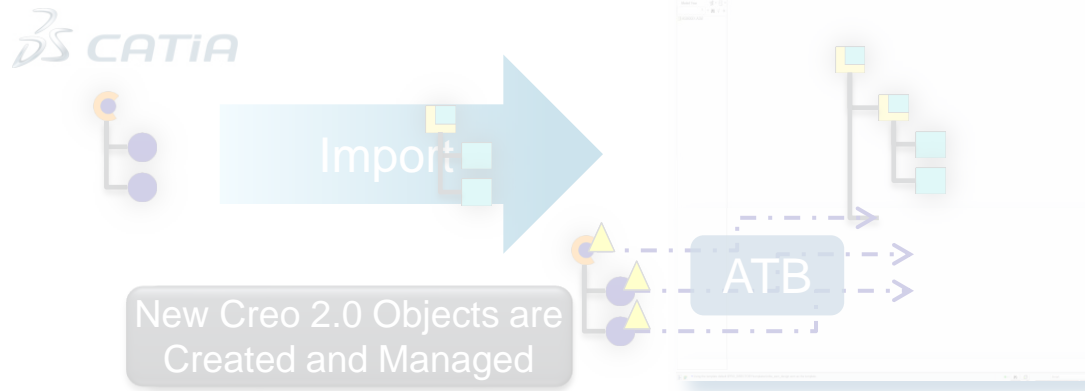 CATIA
Import
ATB
New Creo 2.0 Objects are
Created and Managed